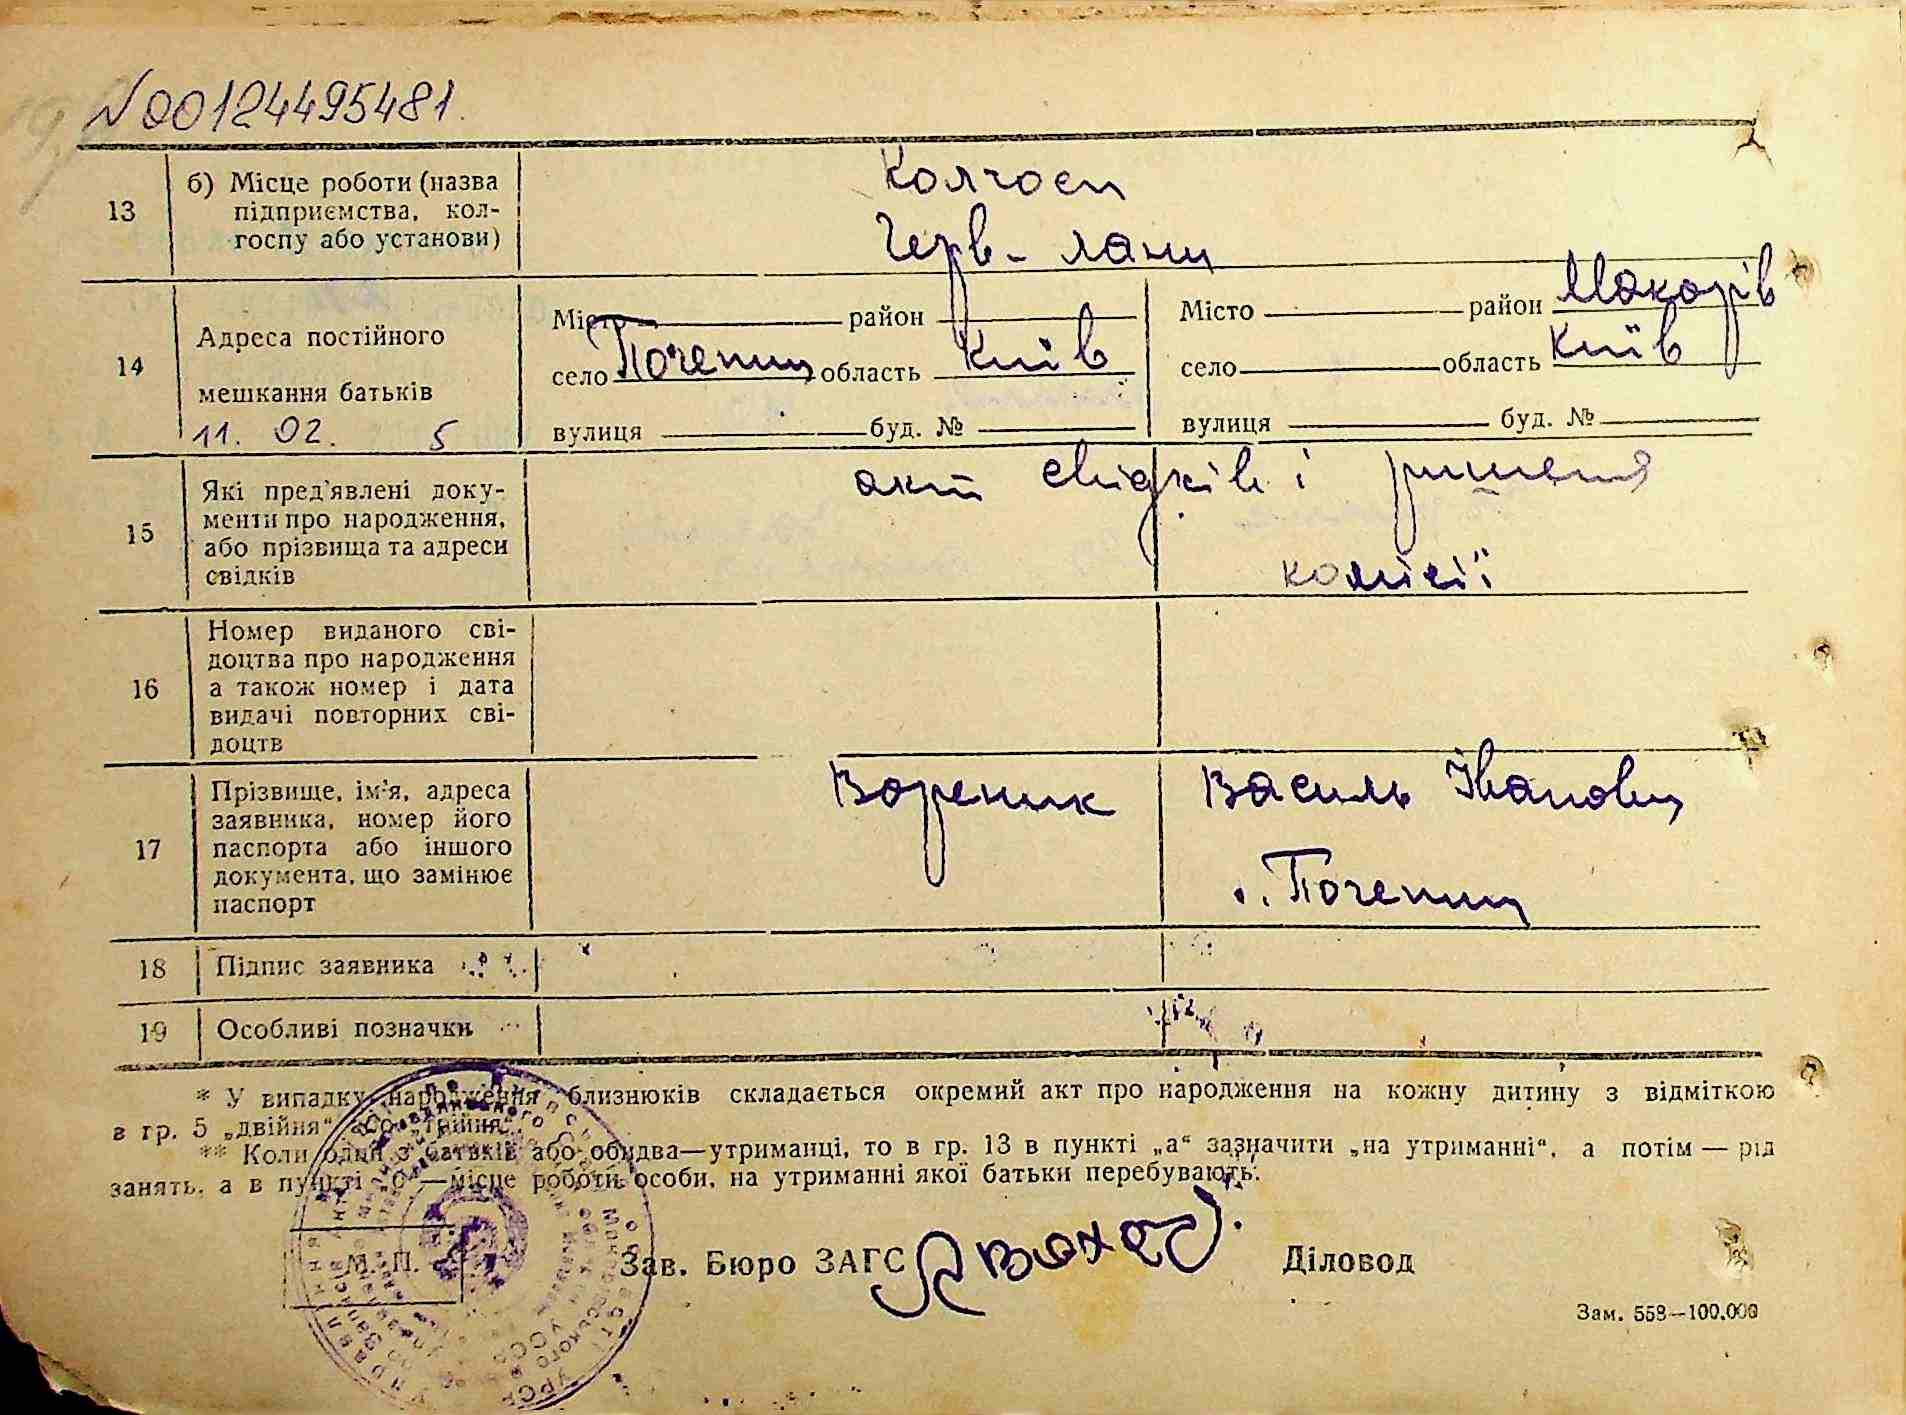 №00124495481.
13
б) Місце роботи (назва
підприємства, кол-
госпу або установи)
Колгосп
Черв-лани
14
Адреса постійного
мешкання батьків
11. 02. 5
Місто район
село Почепин область Київ
вулиця буд. №
Місто район Макарів
село область Київ
вулиця буд. №
15
Які пред'явлені доку-
менти про народження,
або прізвища та адреси
свідків
акт свідків і ришення
комісії
16
Номер виданого сві-
доцтва про народження
а також номер і дата
видачі повторних сві-
доцтв
17
Прізвище, ім'я, адреса
заявника, номер його
паспорта або іншого
документа, що замінює
паспорт
Вореник Василь Іванович
с. Почепин
18
Підпис заявника
19
Особливі позначки
* У випадку народження близнюків складається окремий акт про народження на кожну дитину з відміткою
в гр. 5 „двійня“ або „трійня“.
** Коли один з батьків або обидва—утриманці, то в гр. 13 в пункті „а“ зазначити „на утриманні“, а потім — рід
занять, а в пункті „б“—місце роботи особи, на утриманні якої батьки перебувають.
М. П.
Зав. Бюро ЗАГС
Діловод
Зам. 558—100.000